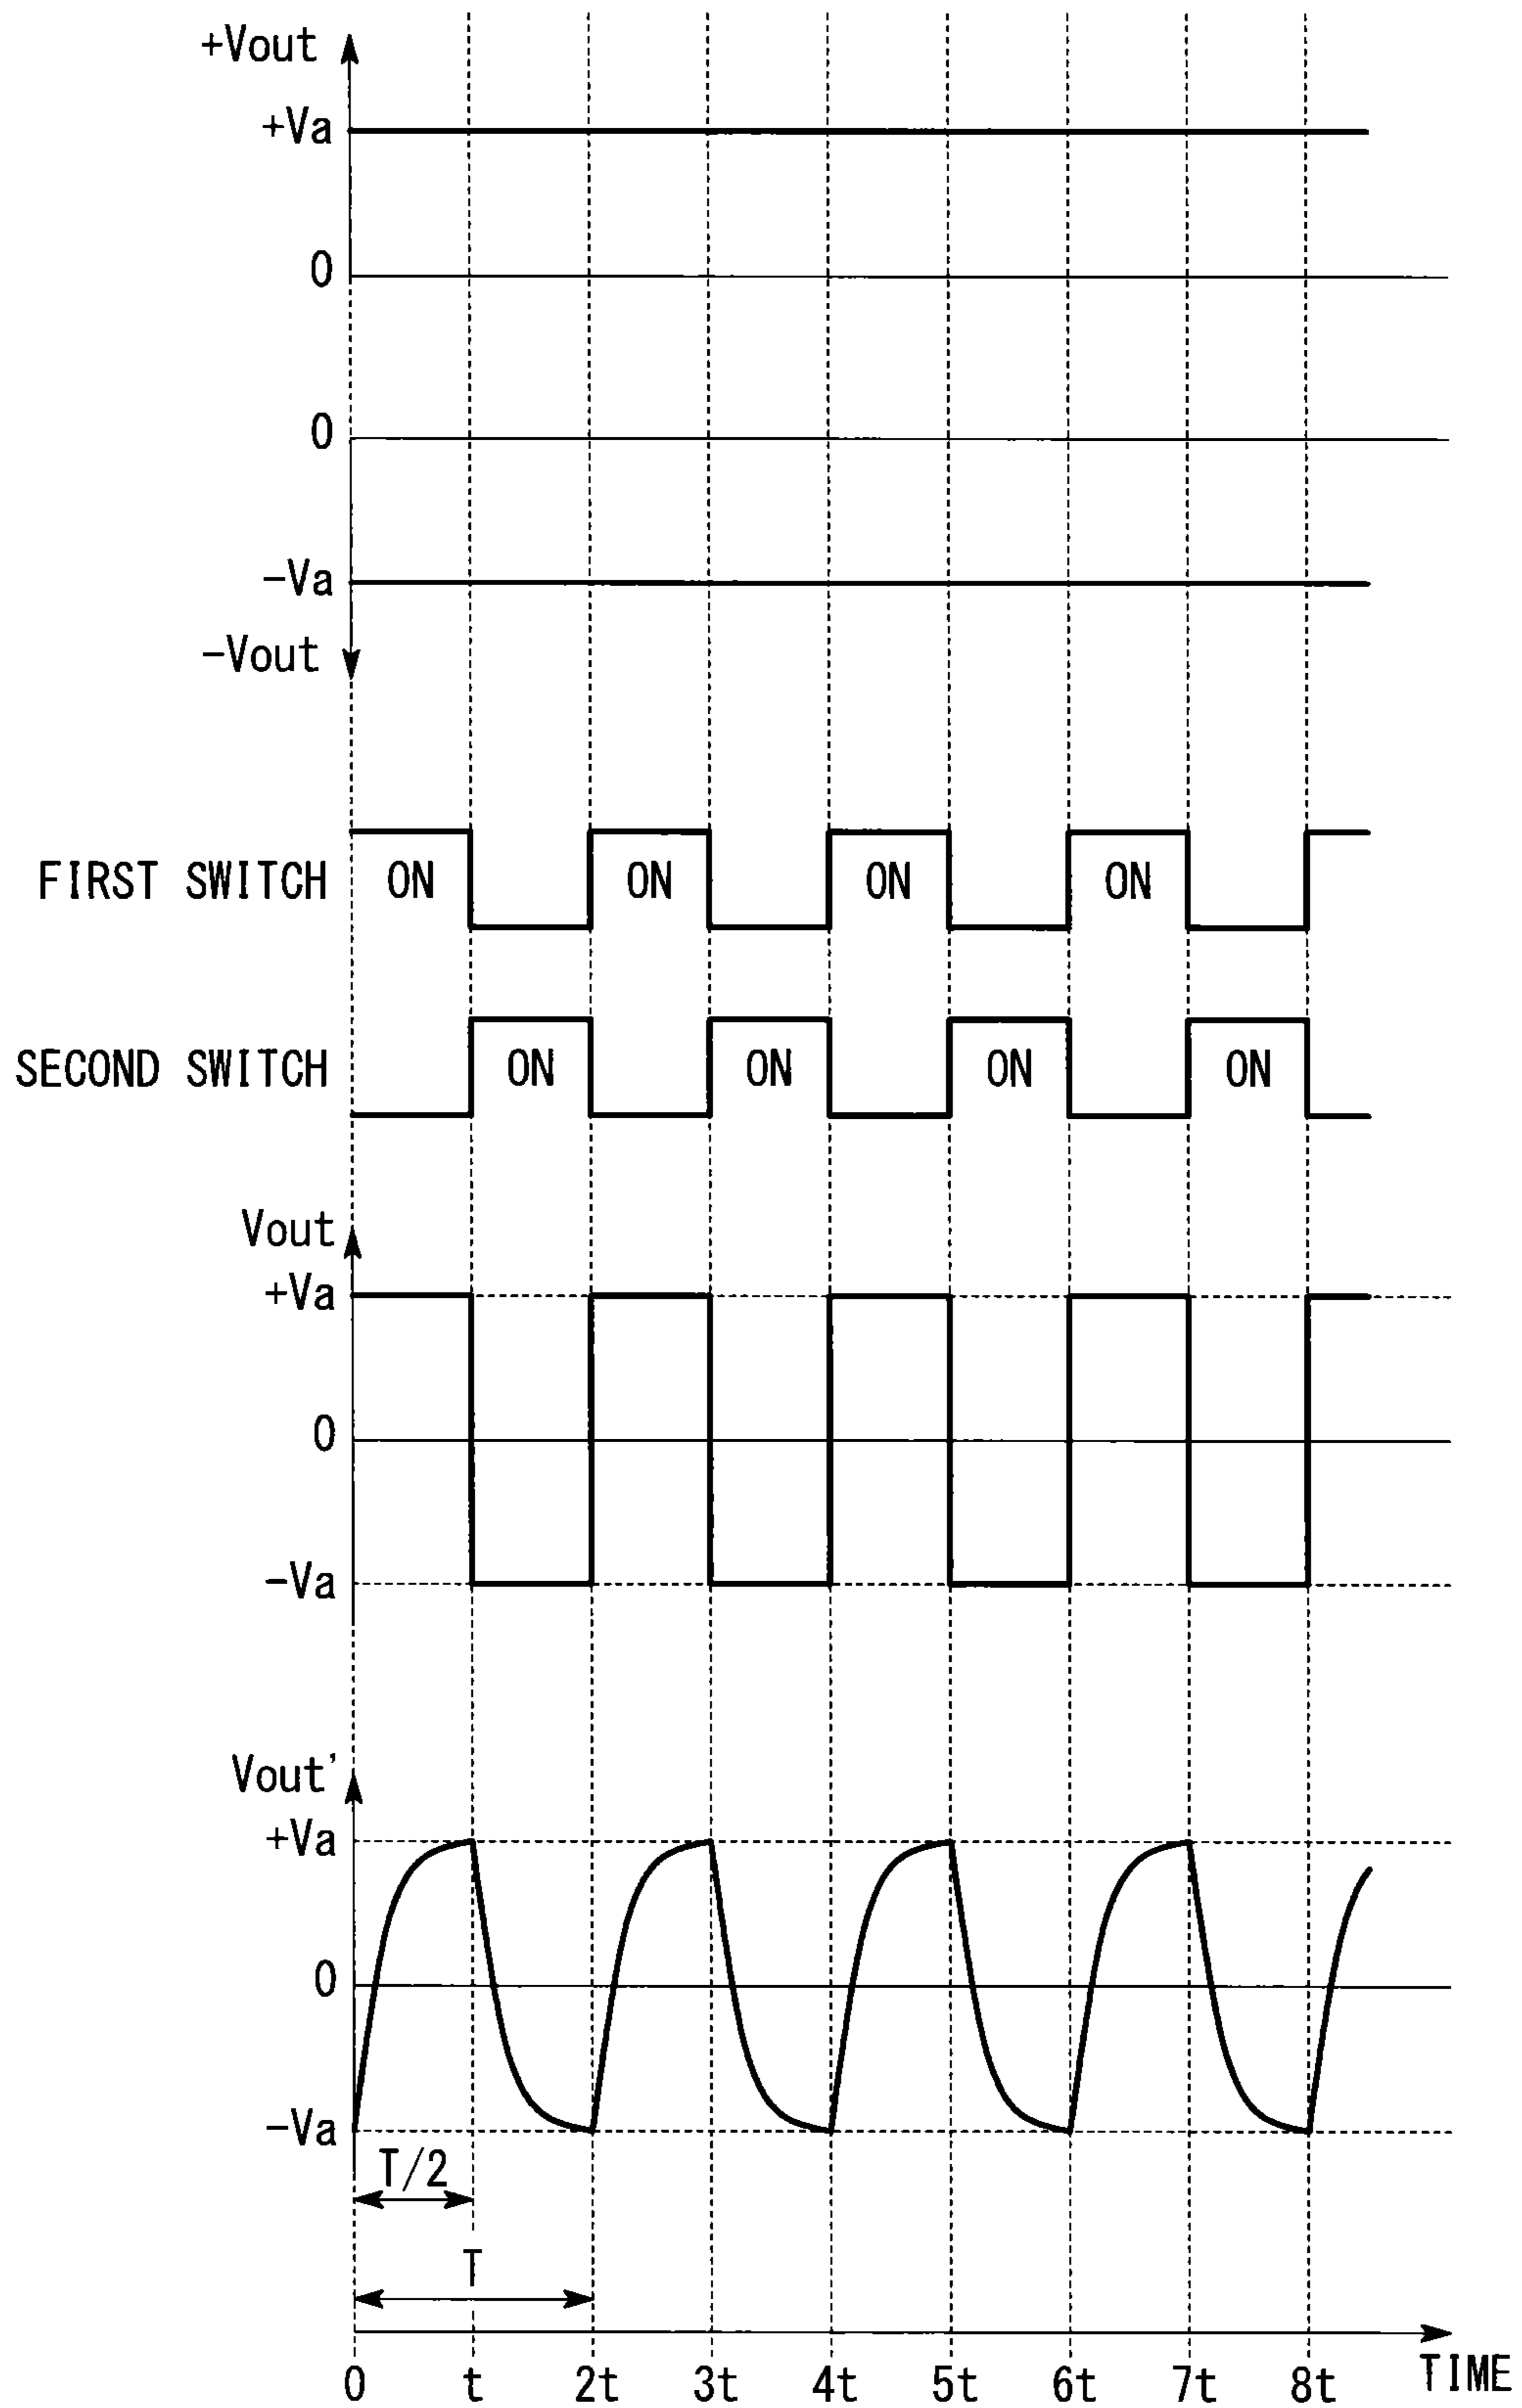 +Vout
+Va
0
0
−Va
−Vout
FIRST SWITCH ON ON ON ON
SECOND SWITCH ON ON ON ON
Vout
+Va
0
−Va
Vout'
+Va
0
−Va
T/2
T
0 t 2t 3t 4t 5t 6t 7t 8t TIME